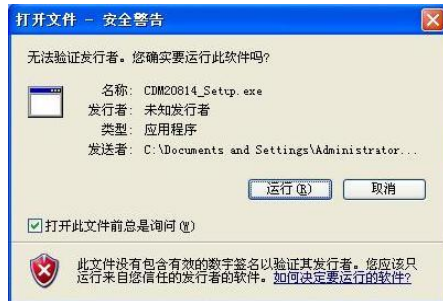 打开文件 - 安全警告
无法验证发行者。您确实要运行此软件吗?
名称: CDM20814_Setup.exe
发行者: 未知发行者
类型: 应用程序
发送者: C:\Documents and Settings\Administrator...
运行(R) 取消
打开此文件前总是询问(W)
此文件没有包含有效的数字签名以验证其发行者。您应该只
运行来自您信任的发行者的软件。如何决定要运行的软件?